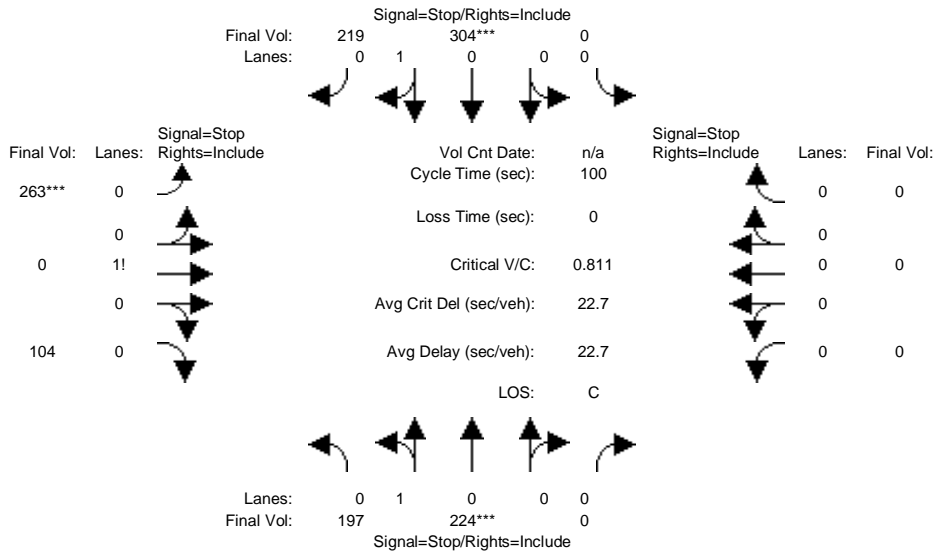 Signal=Stop/Rights=Include
Final Vol: 219 304*** 0
Lanes: 0 1 0 0 0
Signal=Stop
Final Vol: Lanes: Rights=Include
Vol Cnt Date: n/a
Signal=Stop
Rights=Include Lanes: Final Vol:
Cycle Time (sec): 100
263*** 0
0 0
Loss Time (sec): 0
0
0
0 1!
Critical V/C: 0.811
0 0
0
Avg Crit Del (sec/veh): 22.7
0
104 0
Avg Delay (sec/veh): 22.7
0 0
LOS: C
Lanes: 0 1 0 0 0
Final Vol: 197 224*** 0
Signal=Stop/Rights=Include